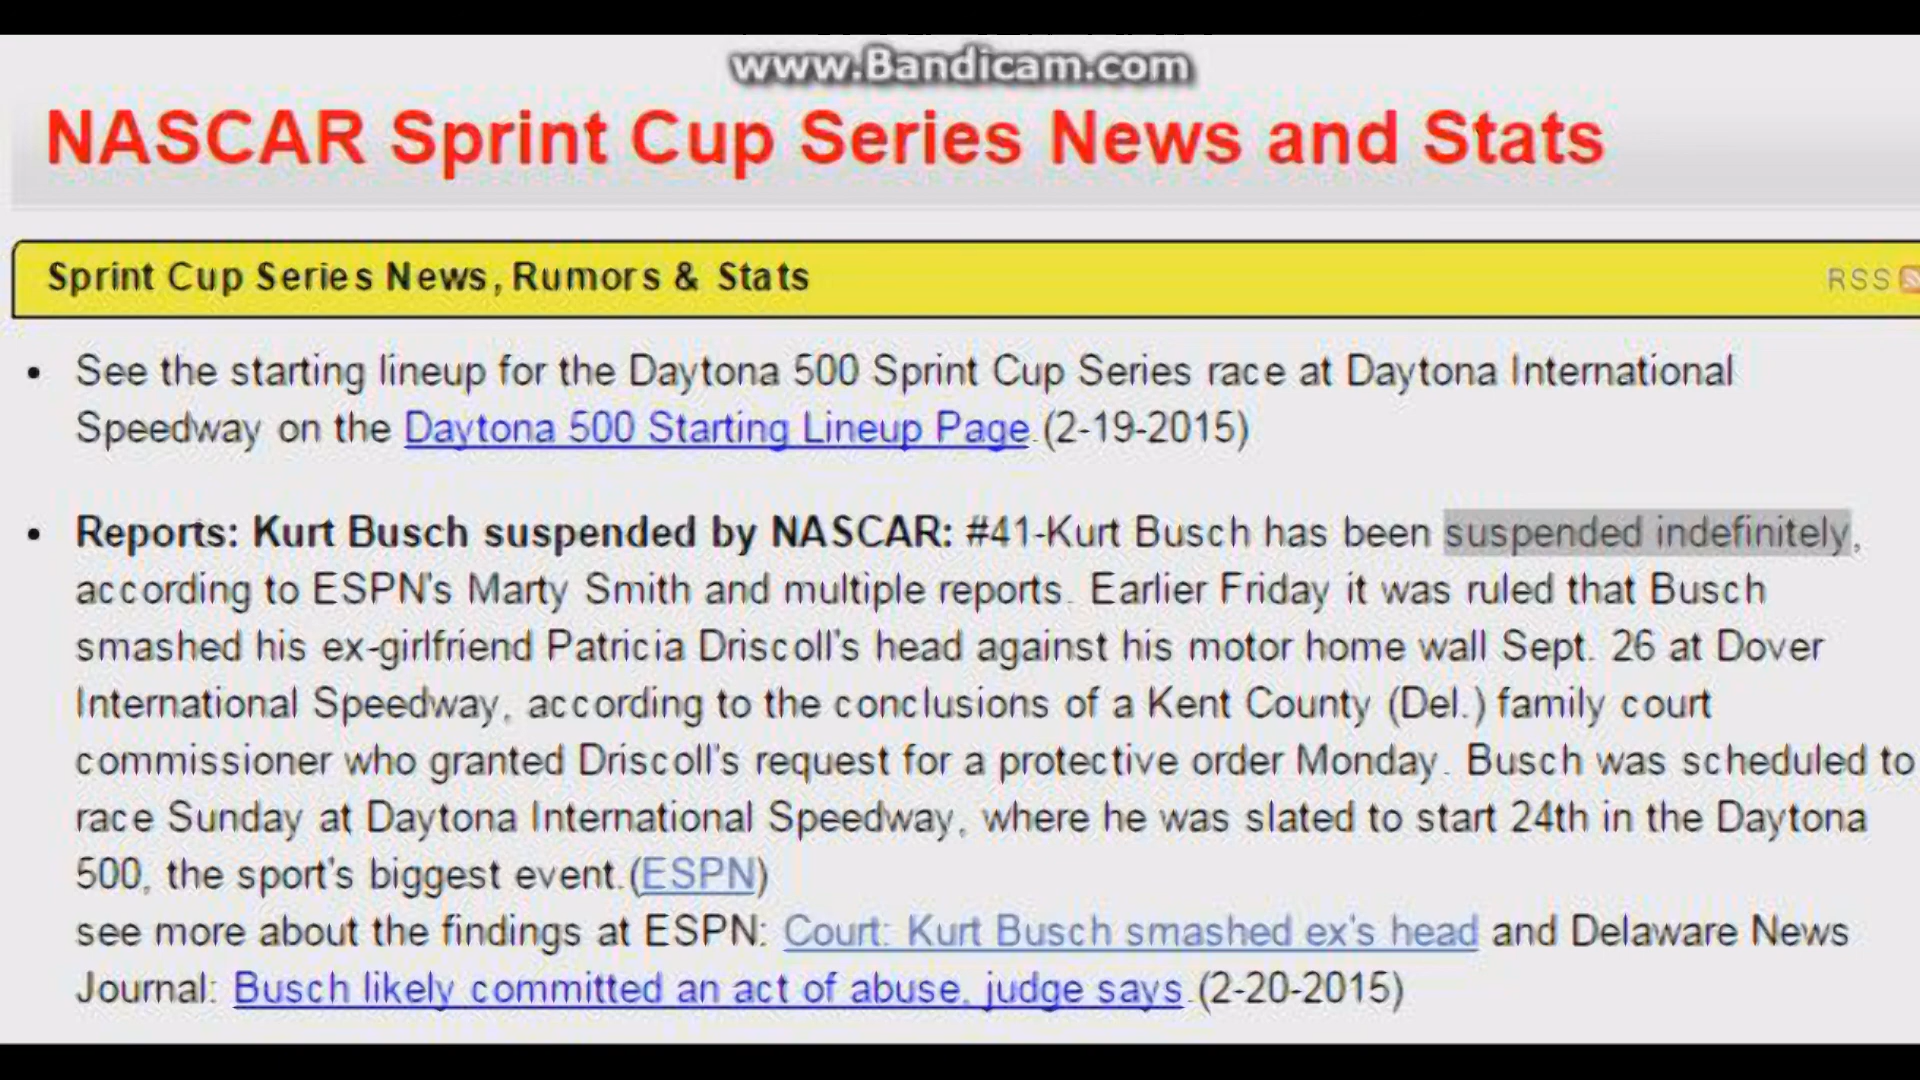 www.Bandicam.com
NASCAR Sprint Cup Series News and Stats
Sprint Cup Series News, Rumors & Stats
RSS
• See the starting lineup for the Daytona 500 Sprint Cup Series race at Daytona International
Speedway on the Daytona 500 Starting Lineup Page.(2-19-2015)
• Reports: Kurt Busch suspended by NASCAR: #41-Kurt Busch has been suspended indefinitely,
according to ESPN's Marty Smith and multiple reports. Earlier Friday it was ruled that Busch
smashed his ex-girlfriend Patricia Driscoll's head against his motor home wall Sept. 26 at Dover
International Speedway, according to the conclusions of a Kent County (Del.) family court
commissioner who granted Driscoll's request for a protective order Monday. Busch was scheduled to
race Sunday at Daytona International Speedway, where he was slated to start 24th in the Daytona
500, the sport's biggest event.(ESPN)
see more about the findings at ESPN: Court: Kurt Busch smashed ex's head and Delaware News
Journal: Busch likely committed an act of abuse, judge says.(2-20-2015)